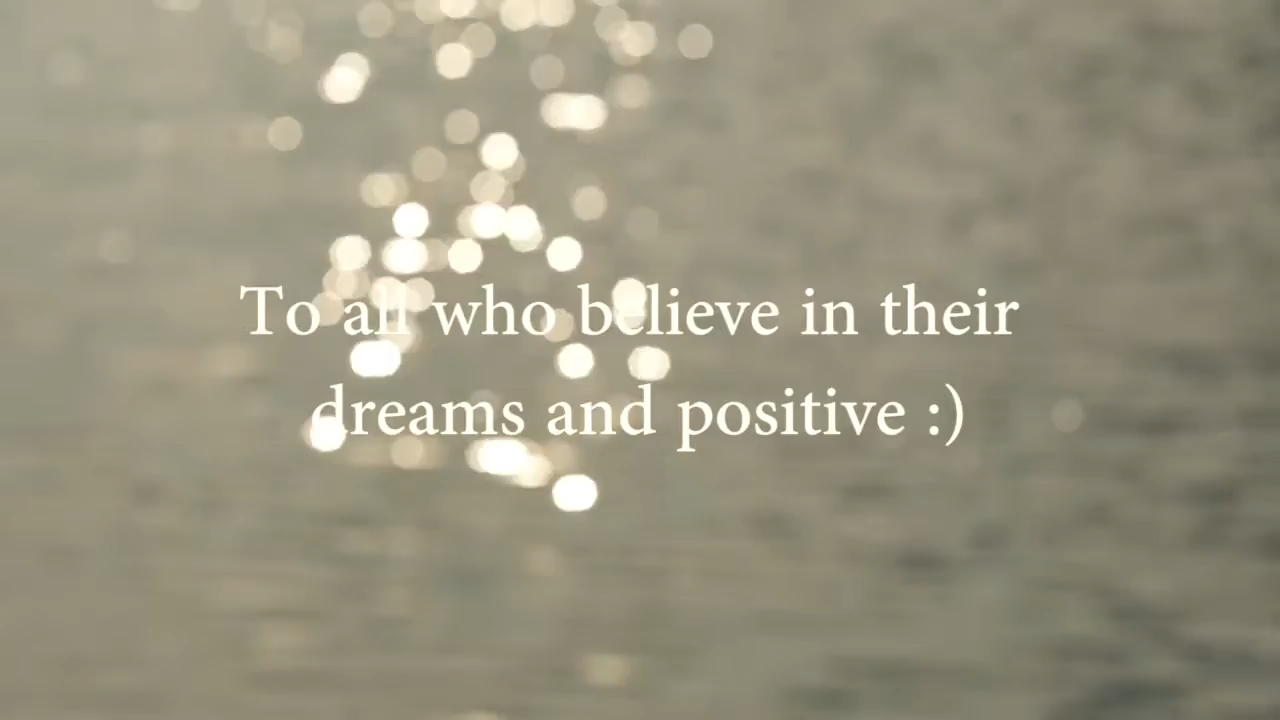 To all who believe in their
dreams and positive :)